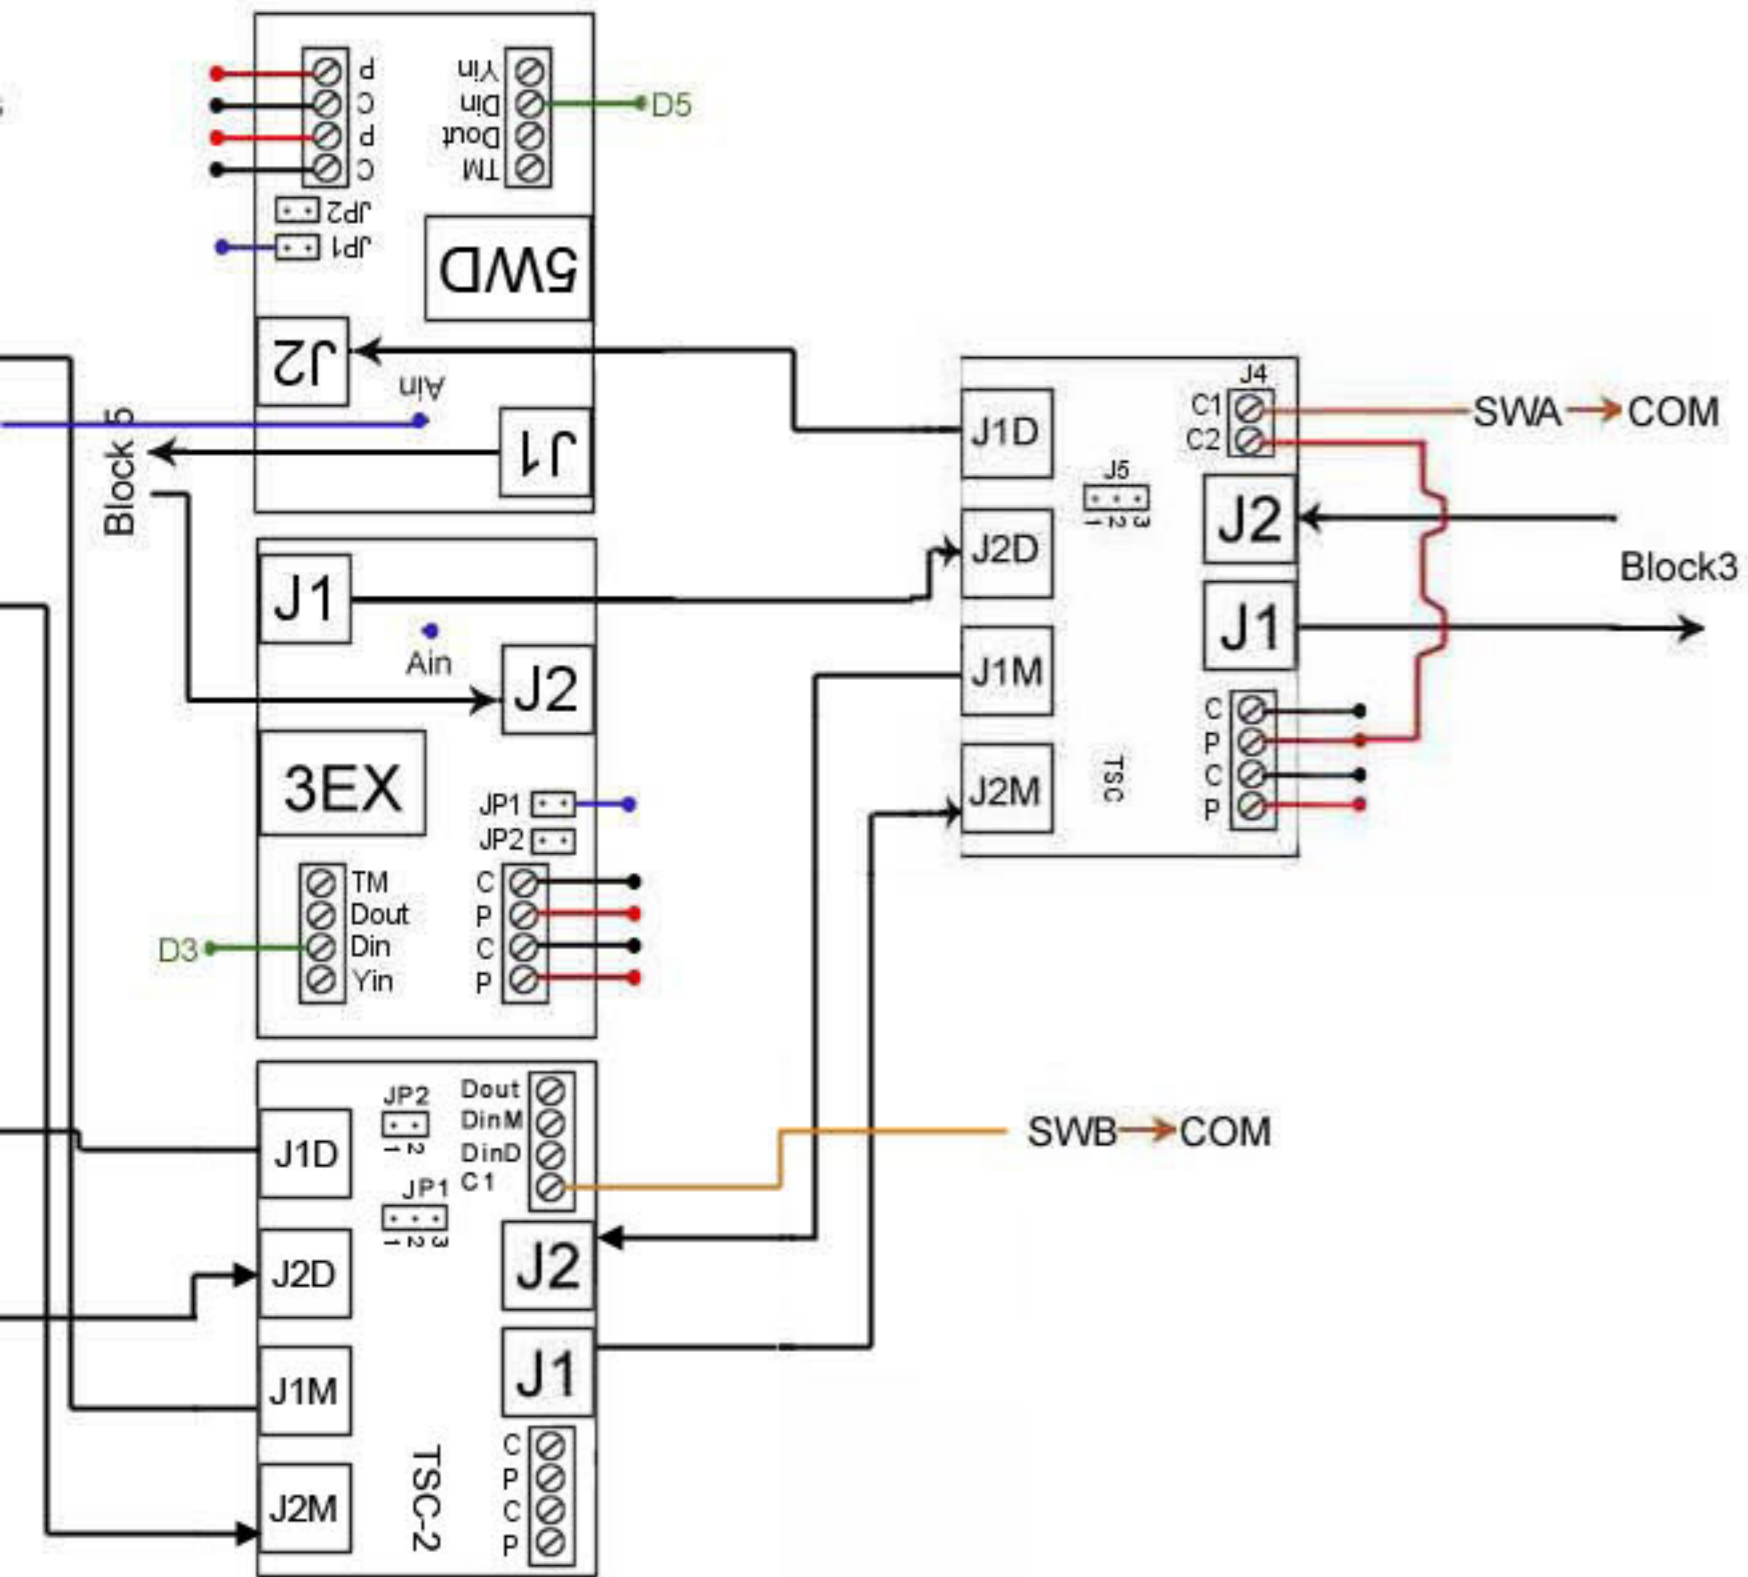 P
C
P
C
Yin
Din
Dout
TM
D5
JP2
JP1
5WD
J2
Ain
J1
Block 5
J1
Ain
J2
3EX
JP1
JP2
TM
Dout
Din
Yin
D3
C
P
C
P
J1D
J2D
J1M
J2M
J4
C1
C2
J5
1 2 3
J2
J1
TSC
C
P
C
P
SWA
COM
Block3
JP2
1 2
JP1
1 2 3
Dout
DinM
DinD
C1
J1D
J2D
J1M
J2M
J2
J1
TSC-2
C
P
C
P
SWB
COM